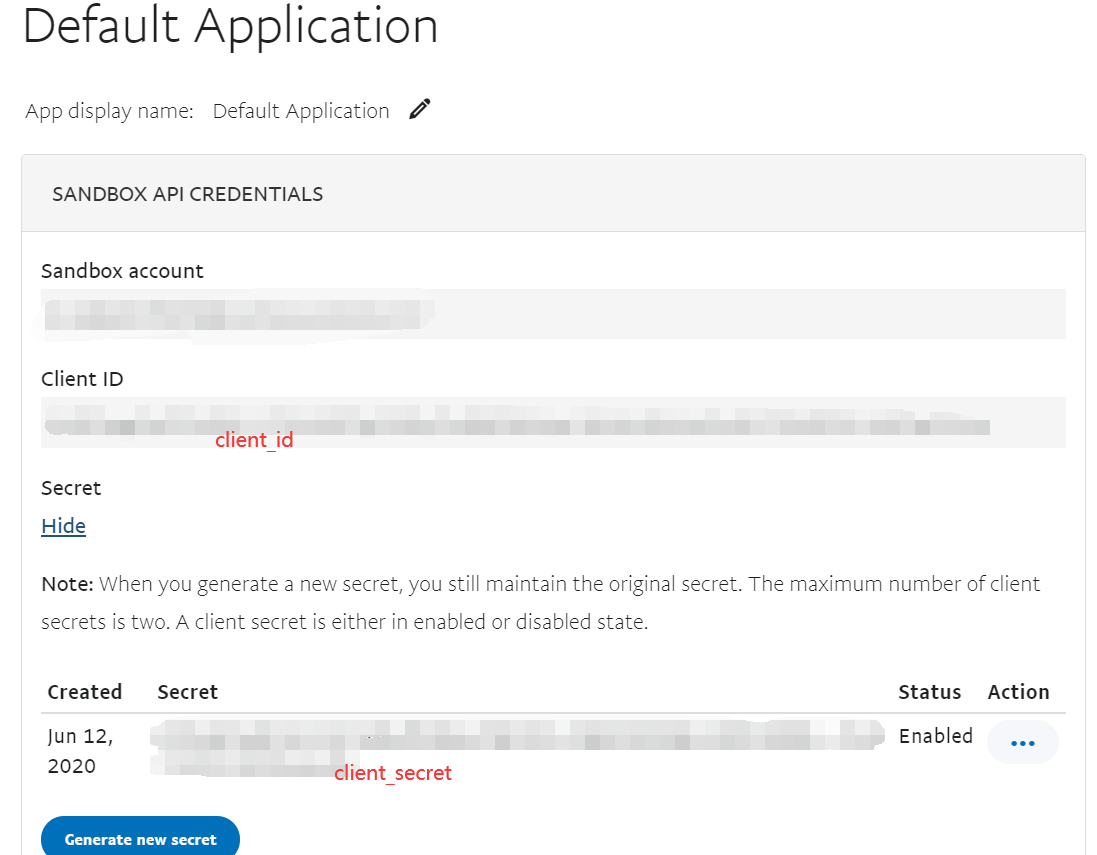 Default Application
App display name: Default Application
SANDBOX API CREDENTIALS
Sandbox account
Client ID
client_id
Secret
Hide
Note: When you generate a new secret, you still maintain the original secret. The maximum number of client
secrets is two. A client secret is either in enabled or disabled state.
Created Secret Status Action
Jun 12, Enabled
2020
client_secret
Generate new secret